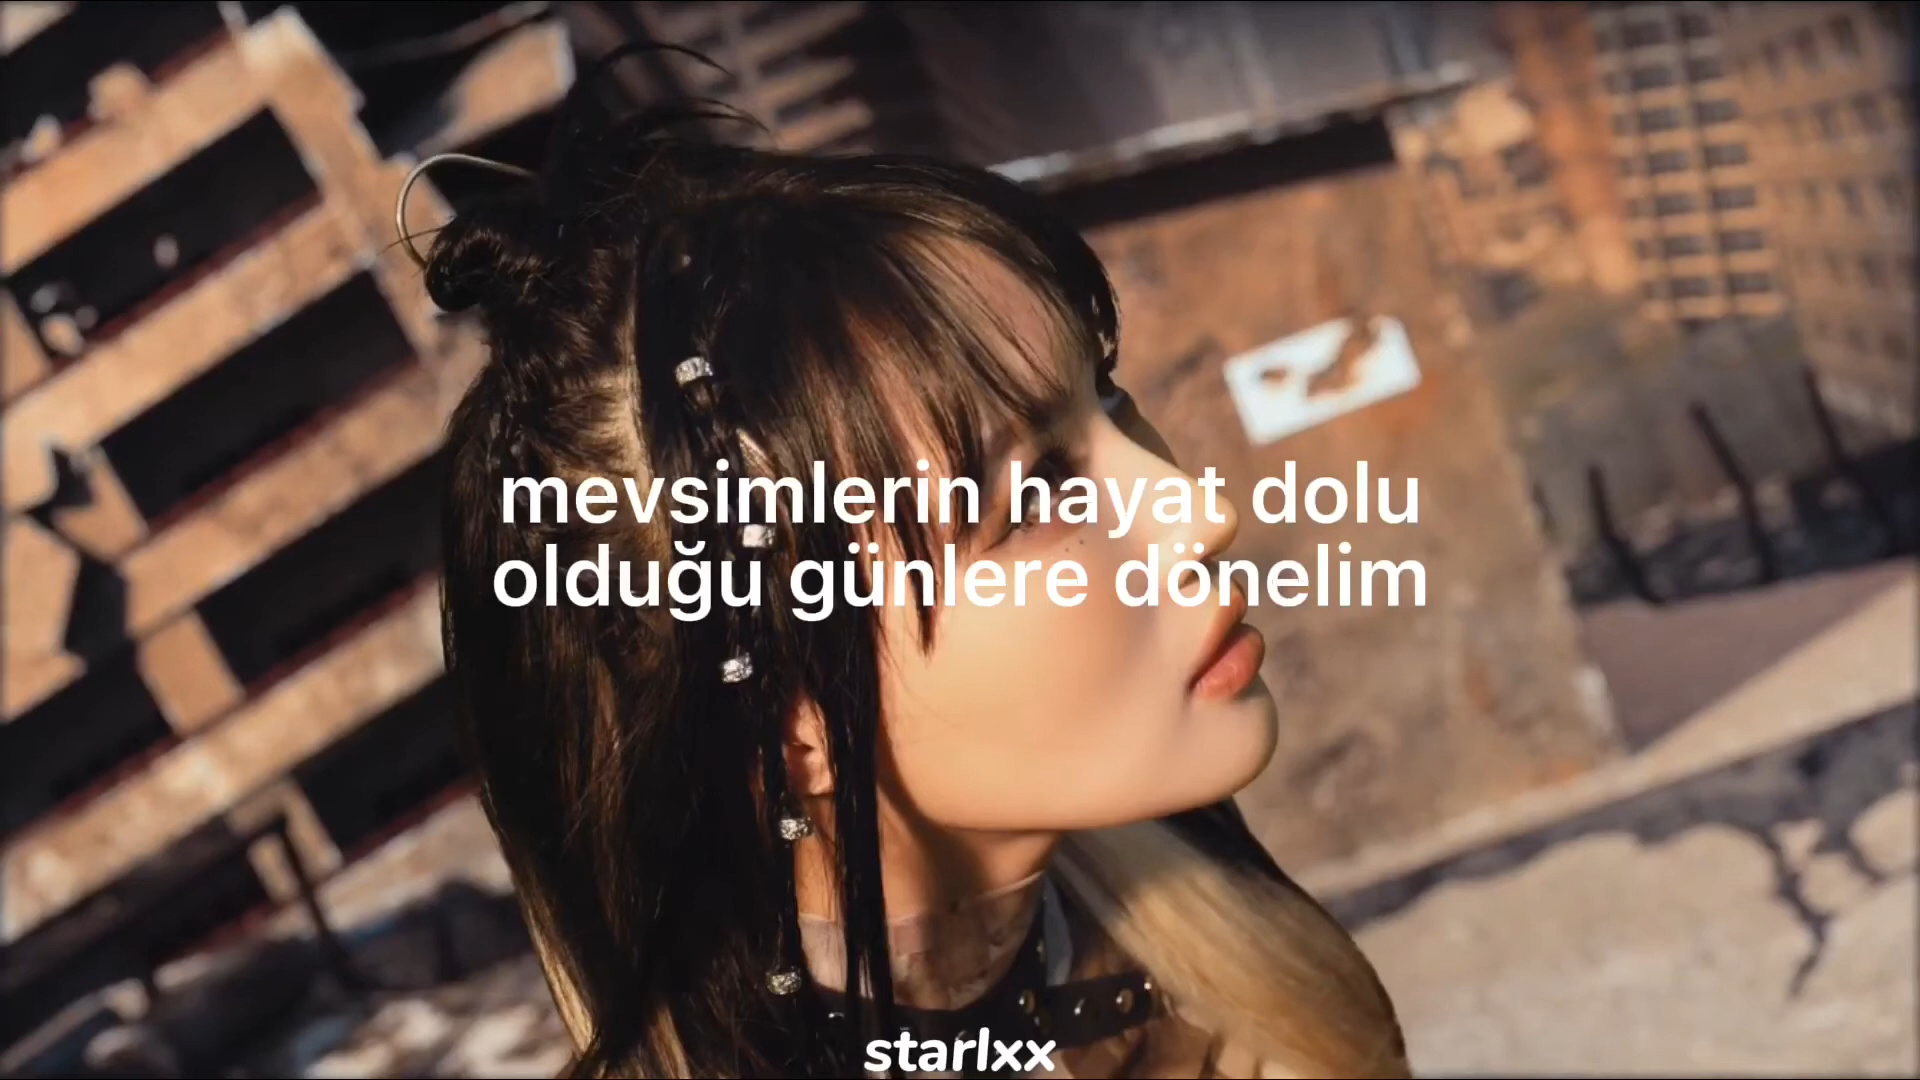 mevsimlerin hayat dolu
olduğu günlere dönelim
starlxx